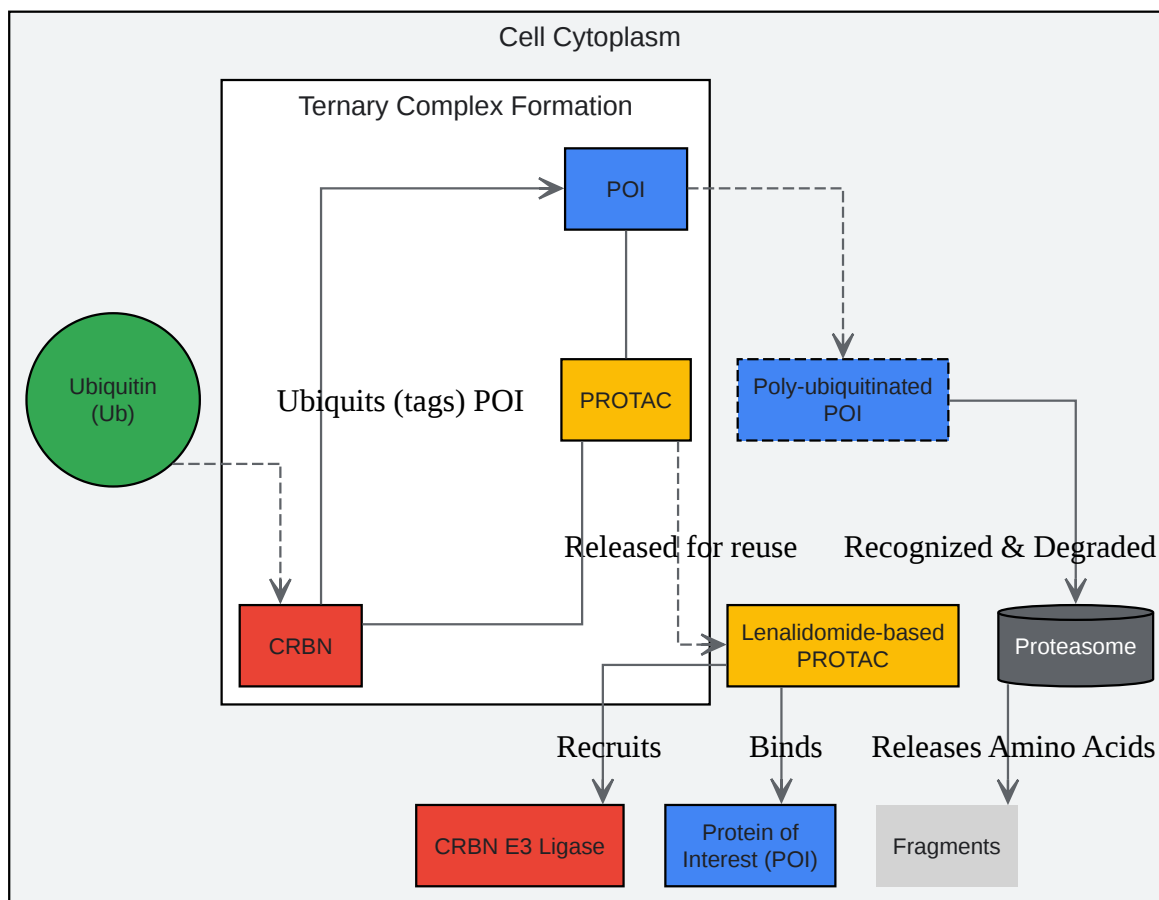 Cell Cytoplasm
Ternary Complex Formation
POI
Ubiquitin
(Ub)
Ubiquits (tags) POI
PROTAC
Poly-ubiquitinated
POI
Released for reuse
Recognized & Degraded
CRBN
Lenalidomide-based
PROTAC
Proteasome
Recruits
Binds
Releases Amino Acids
CRBN E3 Ligase
Protein of
Interest (POI)
Fragments